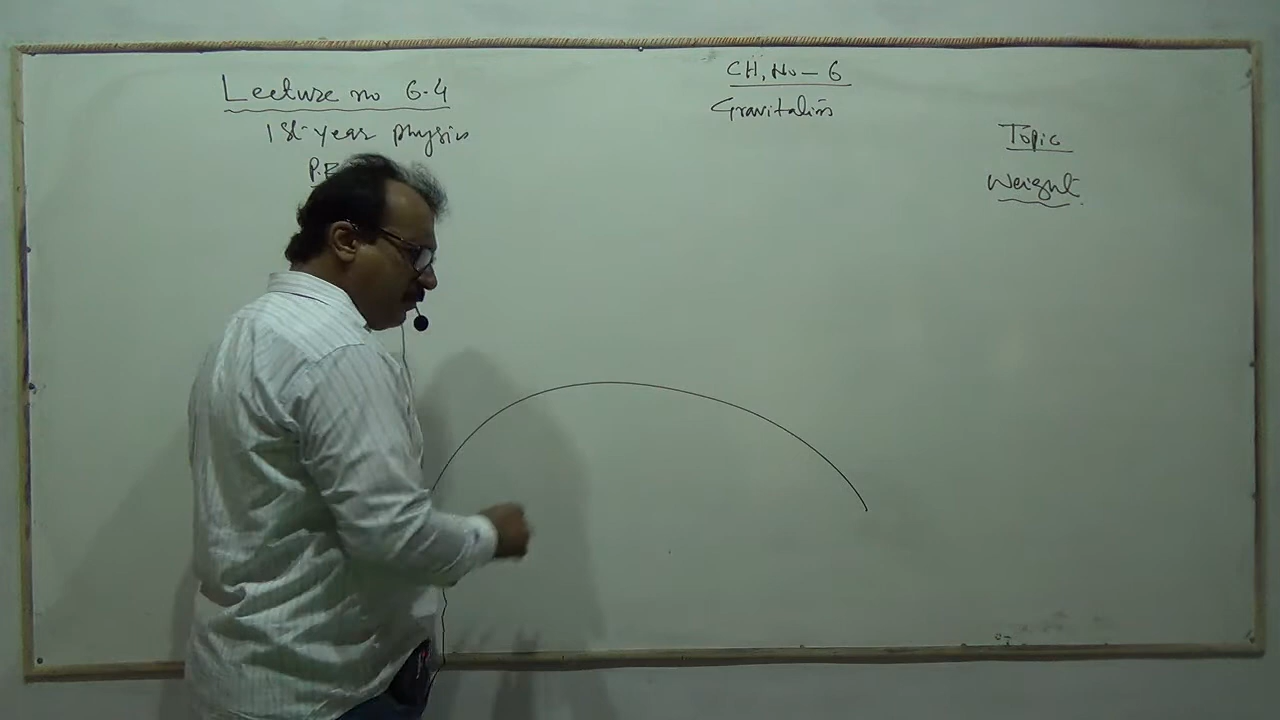 Lecture no 6.4
1st year physics
P.E
CH, No - 6
Gravitation
Topic
Weight